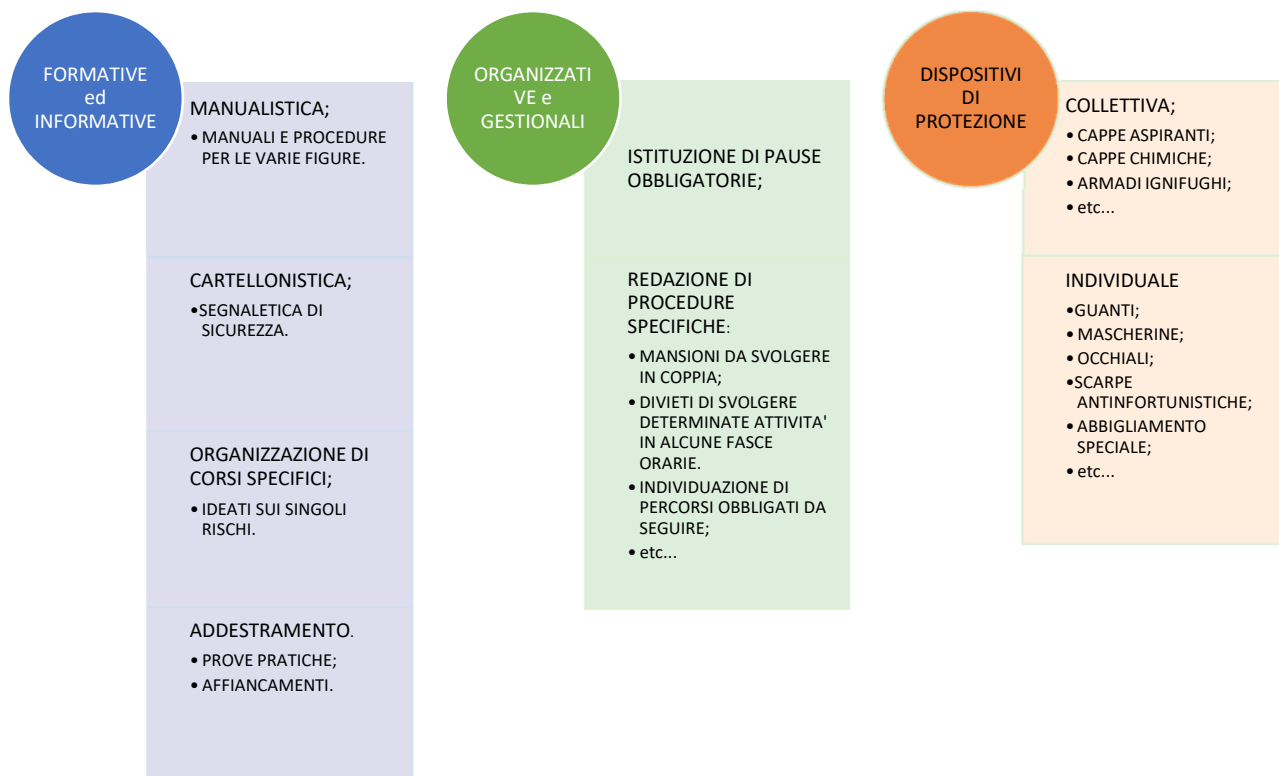 FORMATIVE
ed
INFORMATIVE
MANUALISTICA;
• MANUALI E PROCEDURE
PER LE VARIE FIGURE.
CARTELLONISTICA;
•SEGNALETICA DI
SICUREZZA.
ORGANIZZAZIONE DI
CORSI SPECIFICI;
• IDEATI SUI SINGOLI
RISCHI.
ADDESTRAMENTO.
• PROVE PRATICHE;
• AFFIANCAMENTI.
ORGANIZZATI
VE e
GESTIONALI
ISTITUZIONE DI PAUSE
OBBLIGATORIE;
REDAZIONE DI
PROCEDURE
SPECIFICHE:
• MANSIONI DA SVOLGERE
IN COPPIA;
• DIVIETI DI SVOLGERE
DETERMINATE ATTIVITA'
IN ALCUNE FASCE
ORARIE.
• INDIVIDUAZIONE DI
PERCORSI OBBLIGATI DA
SEGUIRE;
• etc...
DISPOSITIVI
DI
PROTEZIONE
COLLETTIVA;
• CAPPE ASPIRANTI;
• CAPPE CHIMICHE;
• ARMADI IGNIFUGHI;
• etc...
INDIVIDUALE
•GUANTI;
• MASCHERINE;
• OCCHIALI;
•SCARPE
ANTINFORTUNISTICHE;
• ABBIGLIAMENTO
SPECIALE;
• etc...